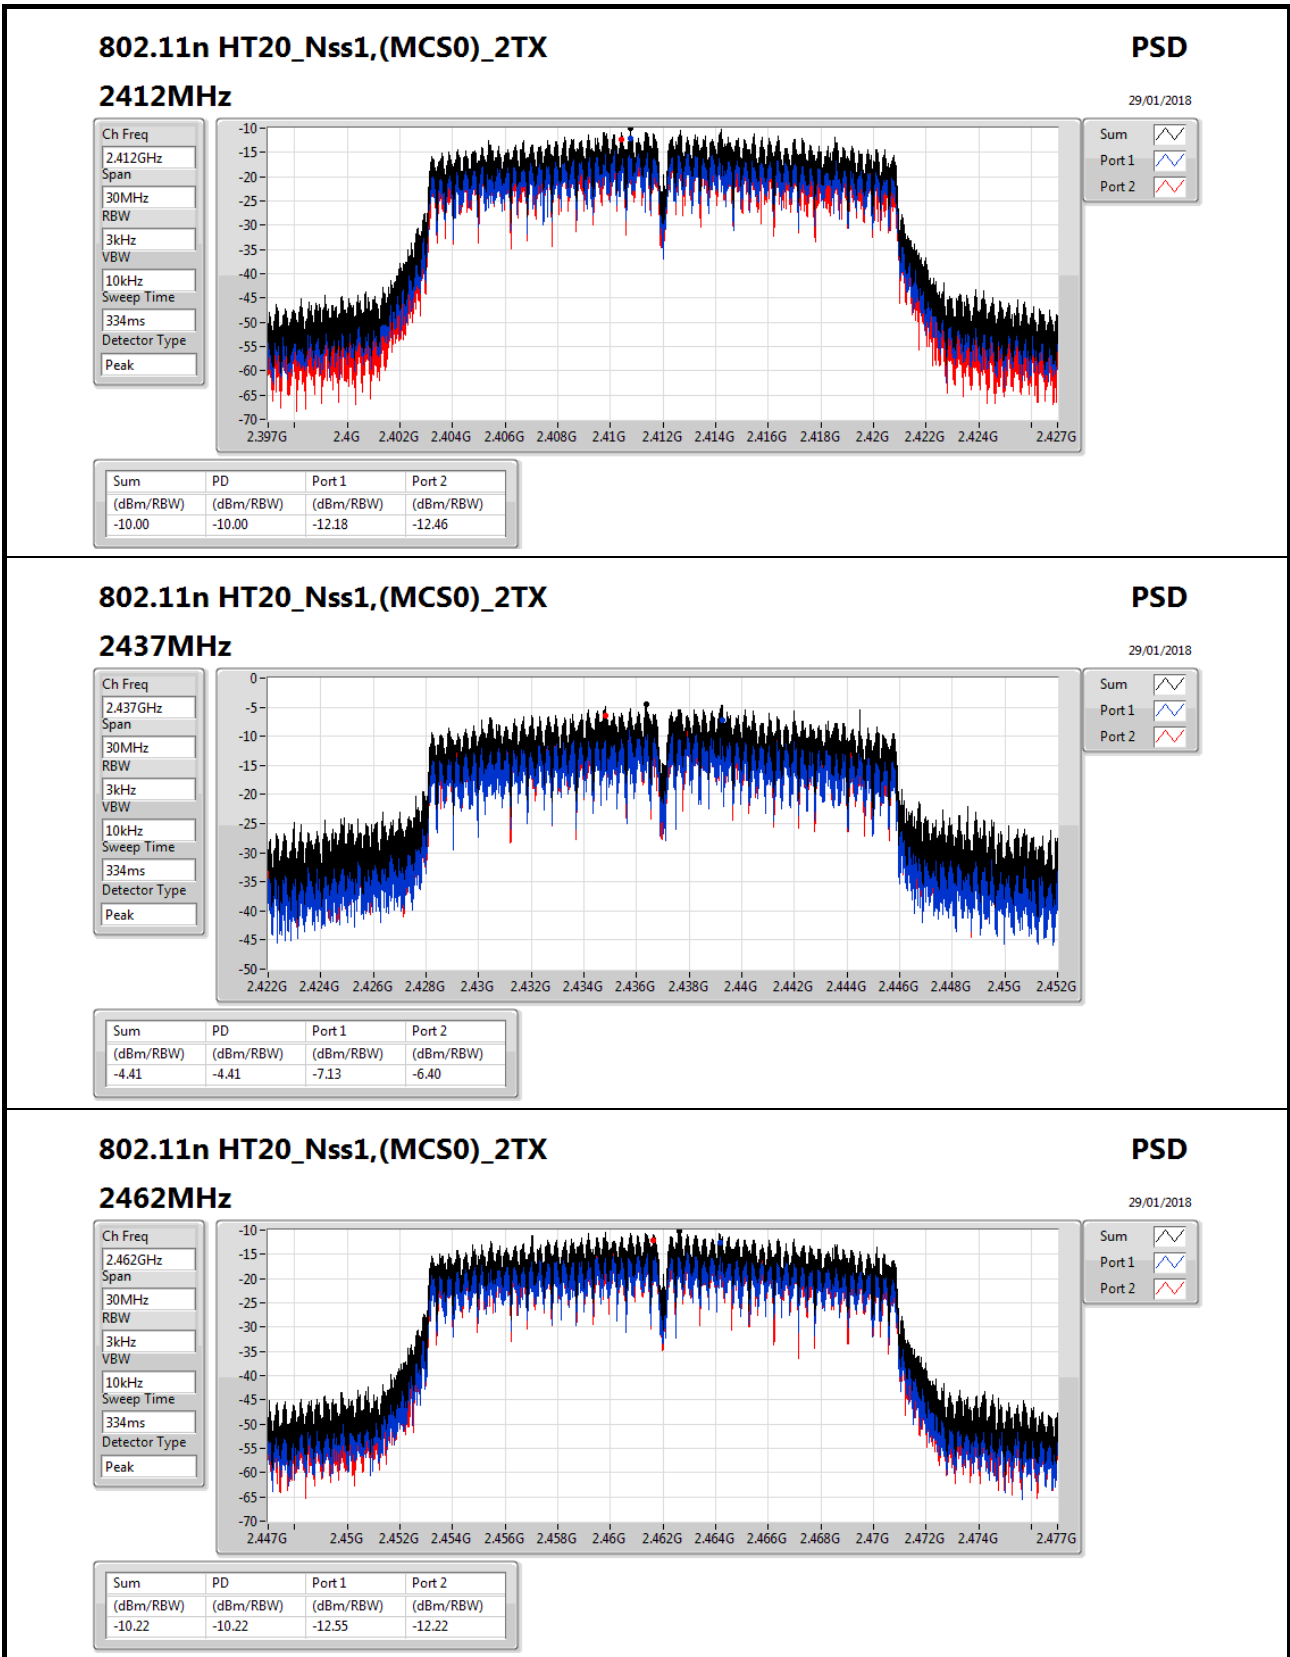 802.11n HT20_Nss1,(MCS0)_2TX PSD
2412MHz 29/01/2018
Ch Freq
2.412GHz
Span
30MHz
RBW
3kHz
VBW
10kHz
Sweep Time
334ms
Detector Type
Peak
-10
-15
-20
-25
-30
-35
-40
-45
-50
-55
-60
-65
-70
2.397G 2.4G 2.402G 2.404G 2.406G 2.408G 2.41G 2.412G 2.414G 2.416G 2.418G 2.42G 2.422G 2.424G 2.427G
Sum
Port 1
Port 2
Sum PD Port 1 Port 2
(dBm/RBW) (dBm/RBW) (dBm/RBW) (dBm/RBW)
-10.00 -10.00 -12.18 -12.46
802.11n HT20_Nss1,(MCS0)_2TX PSD
2437MHz 29/01/2018
Ch Freq
2.437GHz
Span
30MHz
RBW
3kHz
VBW
10kHz
Sweep Time
334ms
Detector Type
Peak
0
-5
-10
-15
-20
-25
-30
-35
-40
-45
-50
2.422G 2.424G 2.426G 2.428G 2.43G 2.432G 2.434G 2.436G 2.438G 2.44G 2.442G 2.444G 2.446G 2.448G 2.45G 2.452G
Sum
Port 1
Port 2
Sum PD Port 1 Port 2
(dBm/RBW) (dBm/RBW) (dBm/RBW) (dBm/RBW)
-4.41 -4.41 -7.13 -6.40
802.11n HT20_Nss1,(MCS0)_2TX PSD
2462MHz 29/01/2018
Ch Freq
2.462GHz
Span
30MHz
RBW
3kHz
VBW
10kHz
Sweep Time
334ms
Detector Type
Peak
-10
-15
-20
-25
-30
-35
-40
-45
-50
-55
-60
-65
-70
2.447G 2.45G 2.452G 2.454G 2.456G 2.458G 2.46G 2.462G 2.464G 2.466G 2.468G 2.47G 2.472G 2.474G 2.477G
Sum
Port 1
Port 2
Sum PD Port 1 Port 2
(dBm/RBW) (dBm/RBW) (dBm/RBW) (dBm/RBW)
-10.22 -10.22 -12.55 -12.22